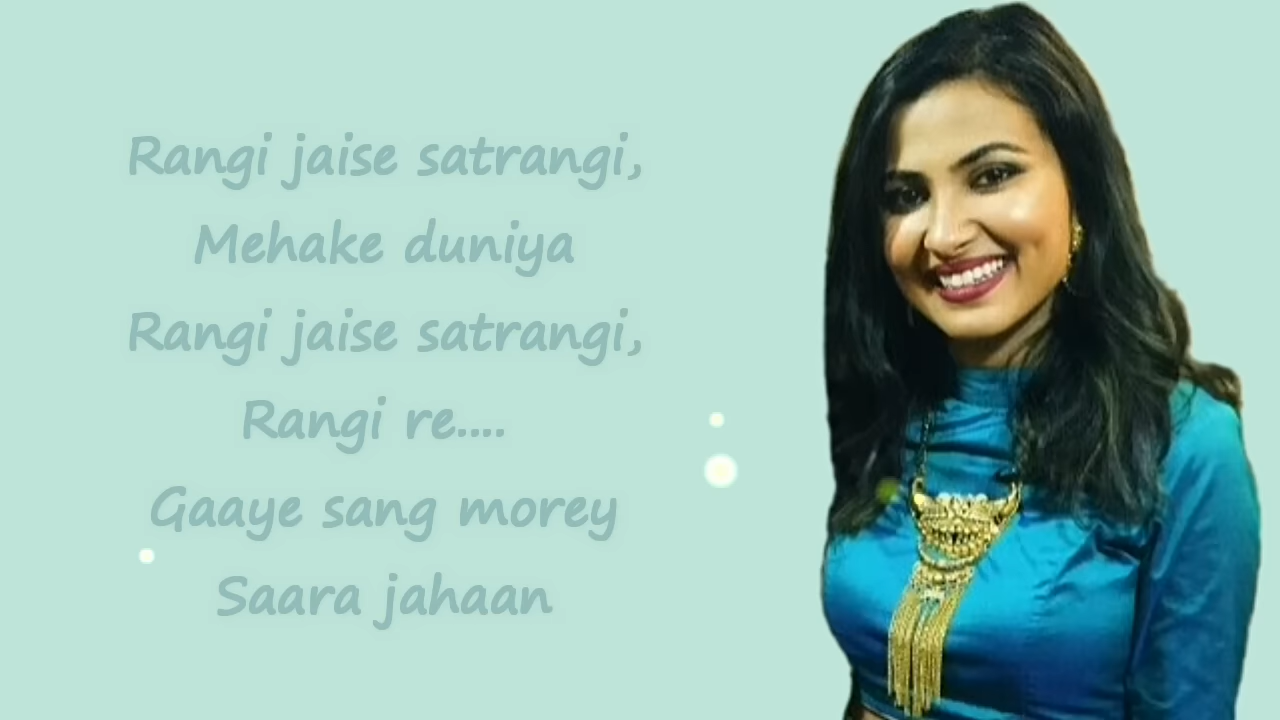 Rangi jaise satrangi,
Mehake duniya
Rangi jaise satrangi,
Rangi re....
Gaaye sang morey
Saara jahaan